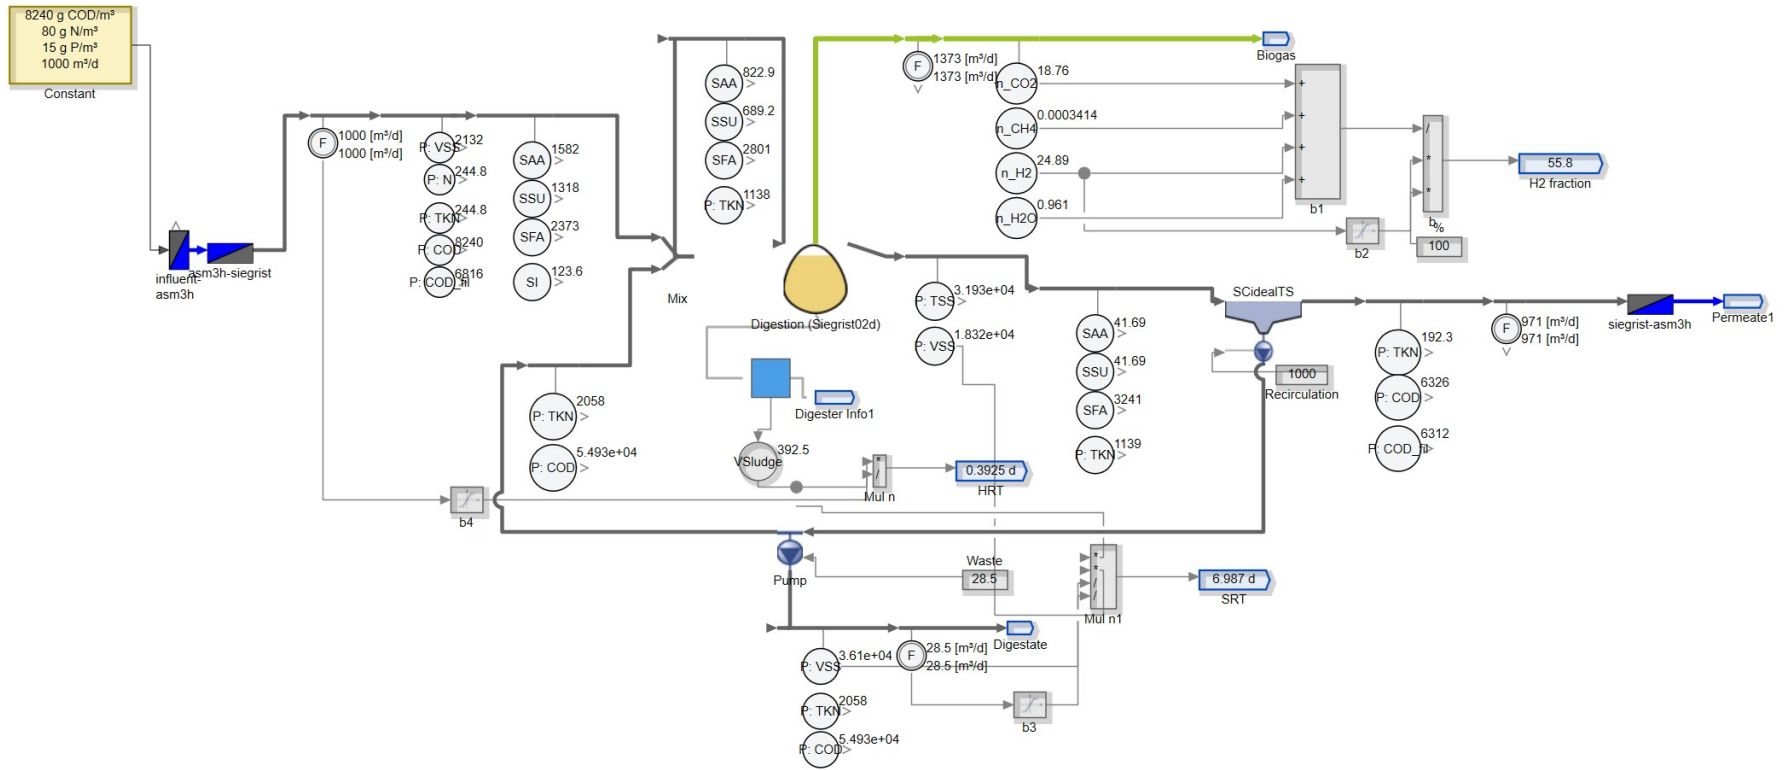 8240 g COD/m³
80 g N/m³
15 g P/m³
1000 m³/d
Constant
influent-
asm3h
asm3h-siegrist
F
1000 [m³/d]
1000 [m³/d]
P: VSS
2132
P: N
244.8
P: TKN
244.8
P: COD
8240
P: COD_fil
6816
SAA
1582
SSU
1318
SFA
2373
SI
123.6
Mix
SAA
822.9
SSU
689.2
SFA
2801
P: TKN
1138
F
1373 [m³/d]
1373 [m³/d]
Biogas
n_CO2
18.76
n_CH4
0.0003414
n_H2
24.89
n_H2O
0.961
+
+
+
+
b1
/
*
*
%
b2
100
55.8
H2 fraction
Digestion (Siegrist02d)
Digester Info1
VSludge
392.5
*
/
Mul n
0.3925 d
HRT
P: TSS
3.193e+04
P: VSS
1.832e+04
SAA
41.69
SSU
41.69
SFA
3241
P: TKN
1139
SCidealTS
1000
Recirculation
P: TKN
192.3
P: COD
6326
P: COD_fil
6312
F
971 [m³/d]
971 [m³/d]
siegrist-asm3h
Permeate1
P: TKN
2058
P: COD
5.493e+04
b4
Pump
Waste
28.5
*
*
/
/
Mul n1
6.987 d
SRT
P: VSS
3.61e+04
F
28.5 [m³/d]
28.5 [m³/d]
Digestate
P: TKN
2058
P: COD
5.493e+04
b3